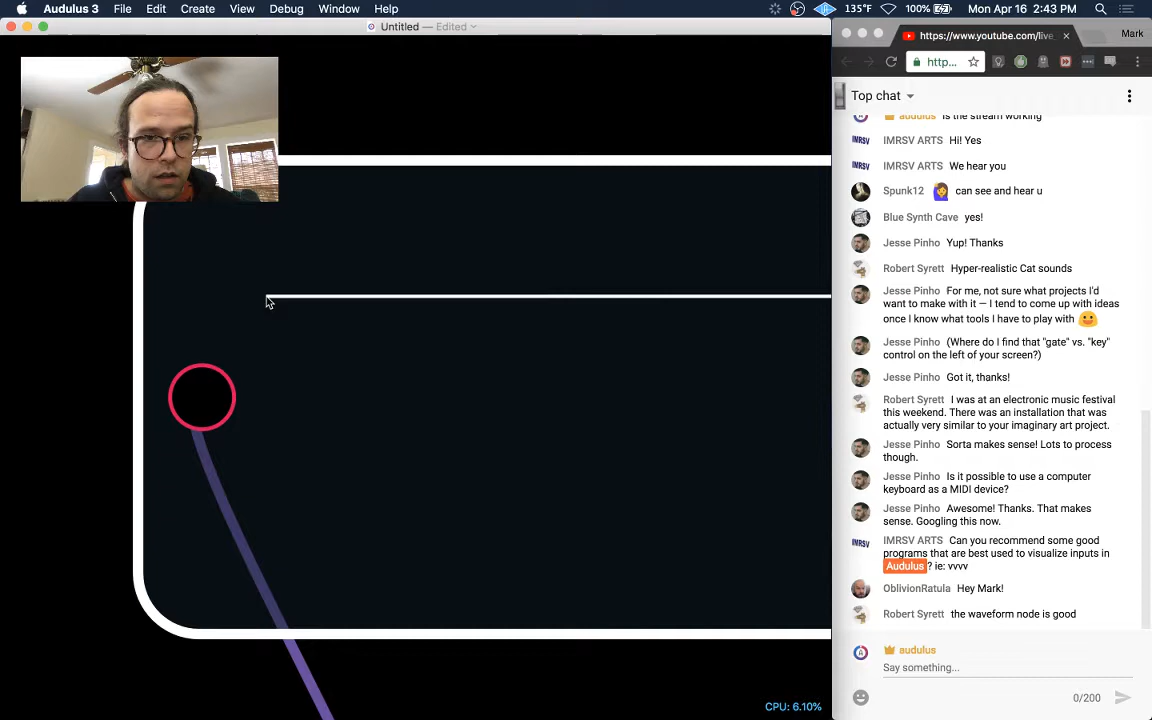 Audulus 3 File Edit Create View Debug Window Help 135°F 100% Mon Apr 16 2:43 PM
Untitled — Edited
https://www.youtube.com/live_ Mark
http...
Top chat
audulus is the stream working
IMRSV ARTS Hi! Yes
IMRSV ARTS We hear you
Spunk12 can see and hear u
Blue Synth Cave yes!
Jesse Pinho Yup! Thanks
Robert Syrett Hyper-realistic Cat sounds
Jesse Pinho For me, not sure what projects I'd
want to make with it — I tend to come up with ideas
once I know what tools I have to play with
Jesse Pinho (Where do I find that "gate" vs. "key"
control on the left of your screen?)
Jesse Pinho Got it, thanks!
Robert Syrett I was at an electronic music festival
this weekend. There was an installation that was
actually very similar to your imaginary art project.
Jesse Pinho Sorta makes sense! Lots to process
though.
Jesse Pinho Is it possible to use a computer
keyboard as a MIDI device?
Jesse Pinho Awesome! Thanks. That makes
sense. Googling this now.
IMRSV ARTS Can you recommend some good
programs that are best used to visualize inputs in
Audulus? ie: vvvv
OblivionRatula Hey Mark!
Robert Syrett the waveform node is good
audulus
Say something...
0/200
CPU: 6.10%